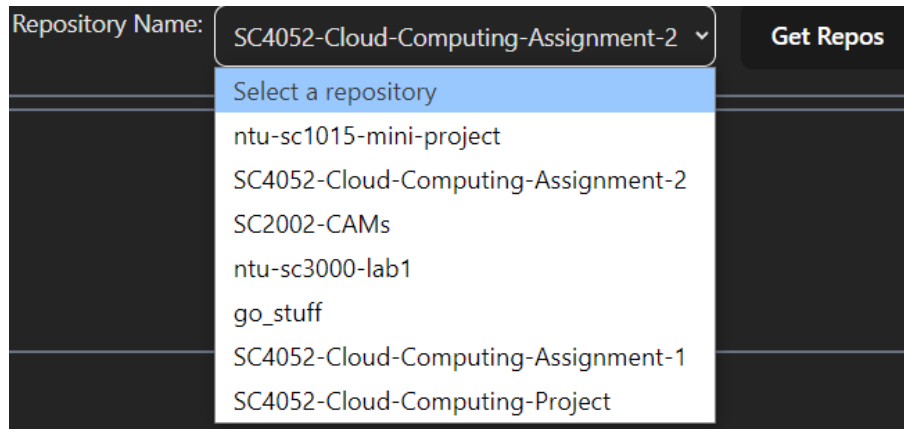 Repository Name: SC4052-Cloud-Computing-Assignment-2 Get Repos
Select a repository
ntu-sc1015-mini-project
SC4052-Cloud-Computing-Assignment-2
SC2002-CAMs
ntu-sc3000-lab1
go_stuff
SC4052-Cloud-Computing-Assignment-1
SC4052-Cloud-Computing-Project